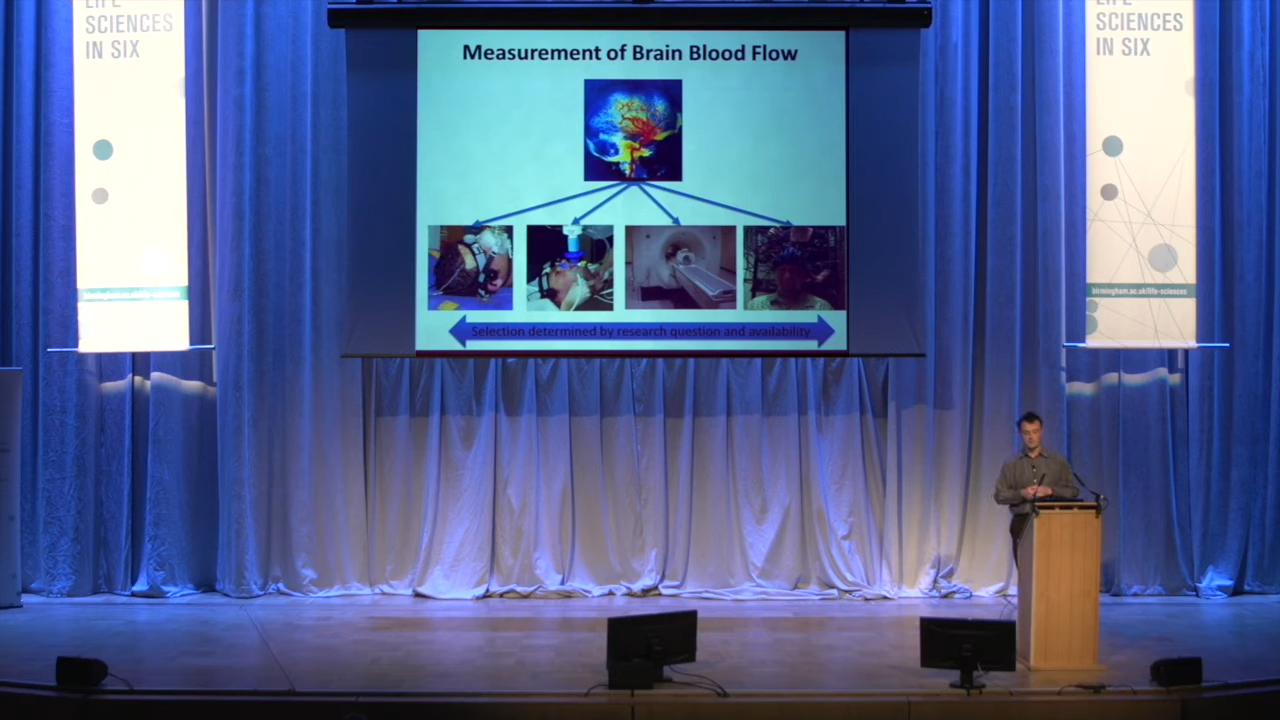 LIFE
SCIENCES
IN SIX
Measurement of Brain Blood Flow
Selection determined by research question and availability
LIFE
SCIENCES
IN SIX
birmingham.ac.uk/life-sciences